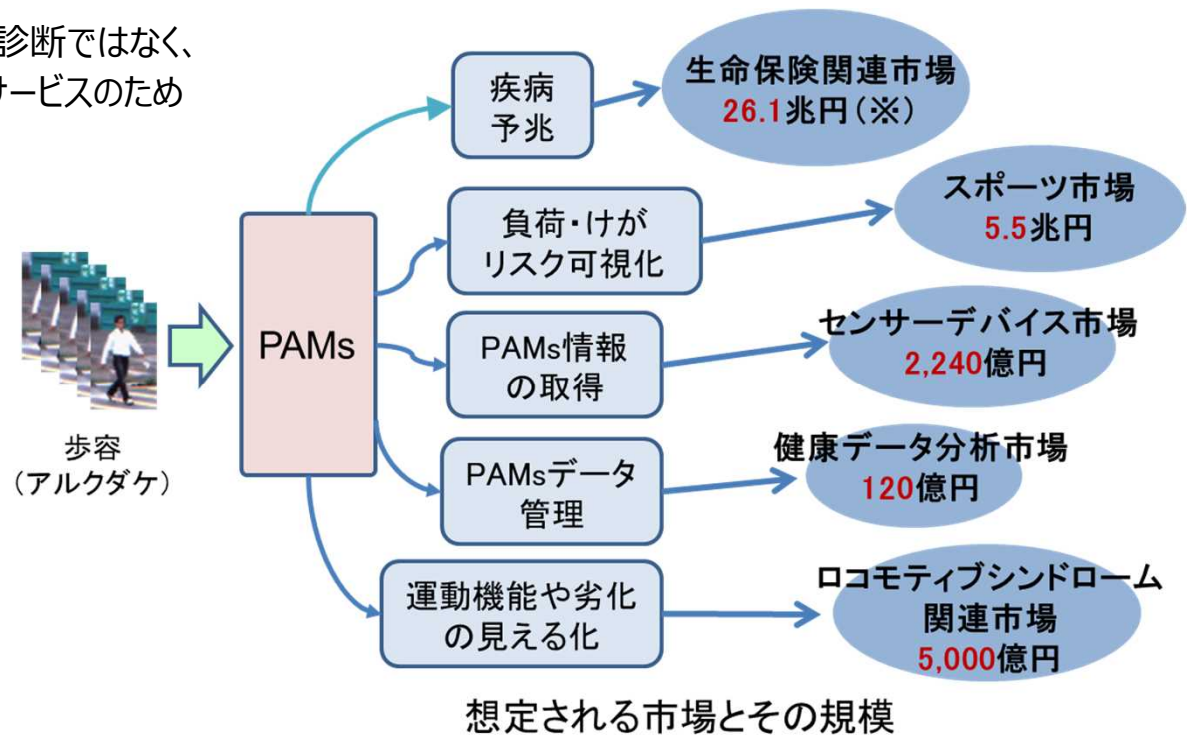 診断ではなく、
サービスのため
疾病
予兆
生命保険関連市場
26.1兆円(※)
負荷・けが
リスク可視化
スポーツ市場
5.5兆円
PAMs
歩容
(アルクダケ)
PAMs情報
の取得
センサーデバイス市場
2,240億円
PAMsデータ
管理
健康データ分析市場
120億円
運動機能や劣化
の見える化
ロコモティブシンドローム
関連市場
5,000億円
想定される市場とその規模